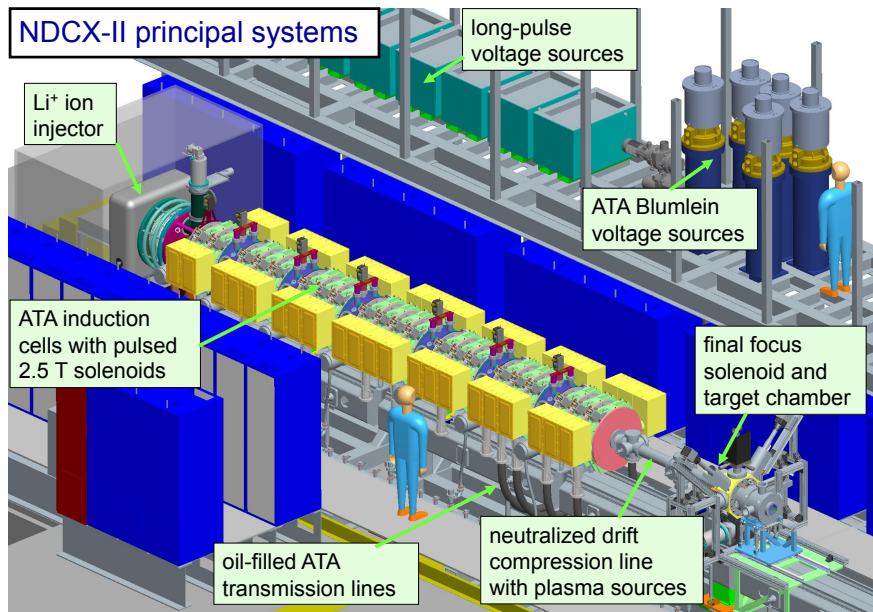 NDCX-II principal systems
long-pulse
voltage sources
Li⁺ ion
injector
ATA Blumlein
voltage sources
ATA induction
cells with pulsed
2.5 T solenoids
final focus
solenoid and
target chamber
oil-filled ATA
transmission lines
neutralized drift
compression line
with plasma sources